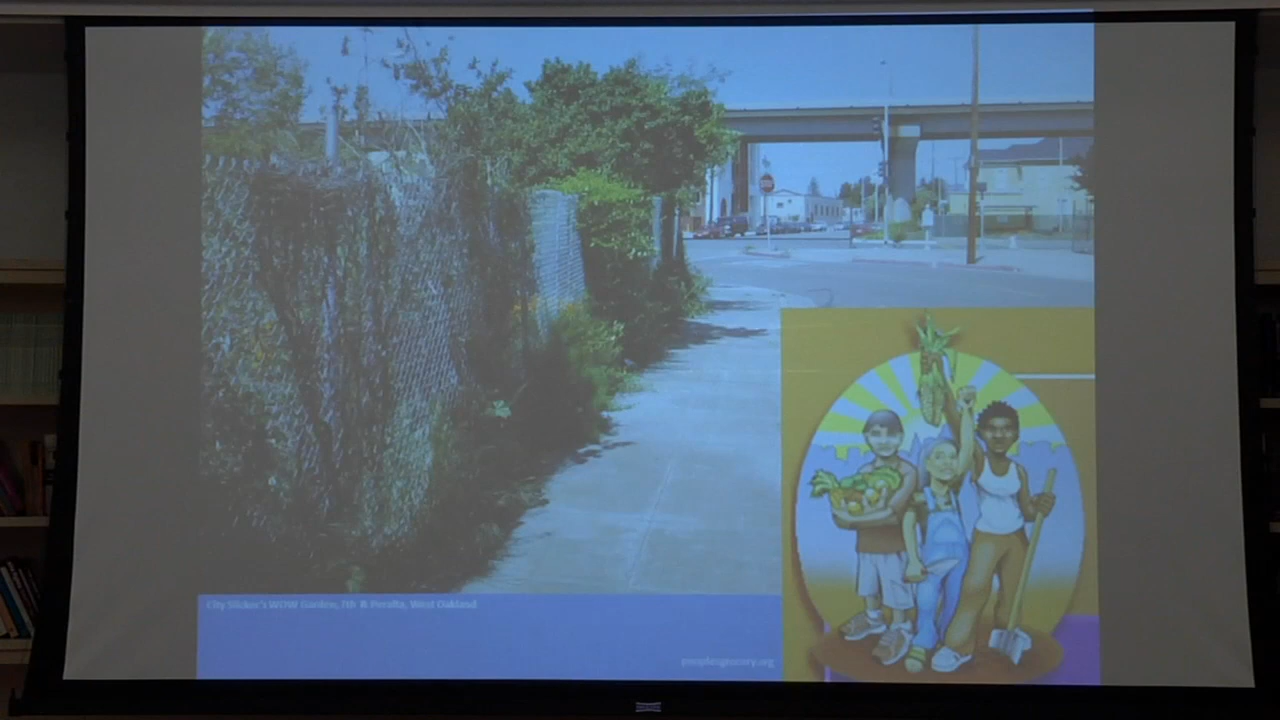 City Slicker's WOW Garden, 7th & Peralta, West Oakland
peoplesgrocery.org